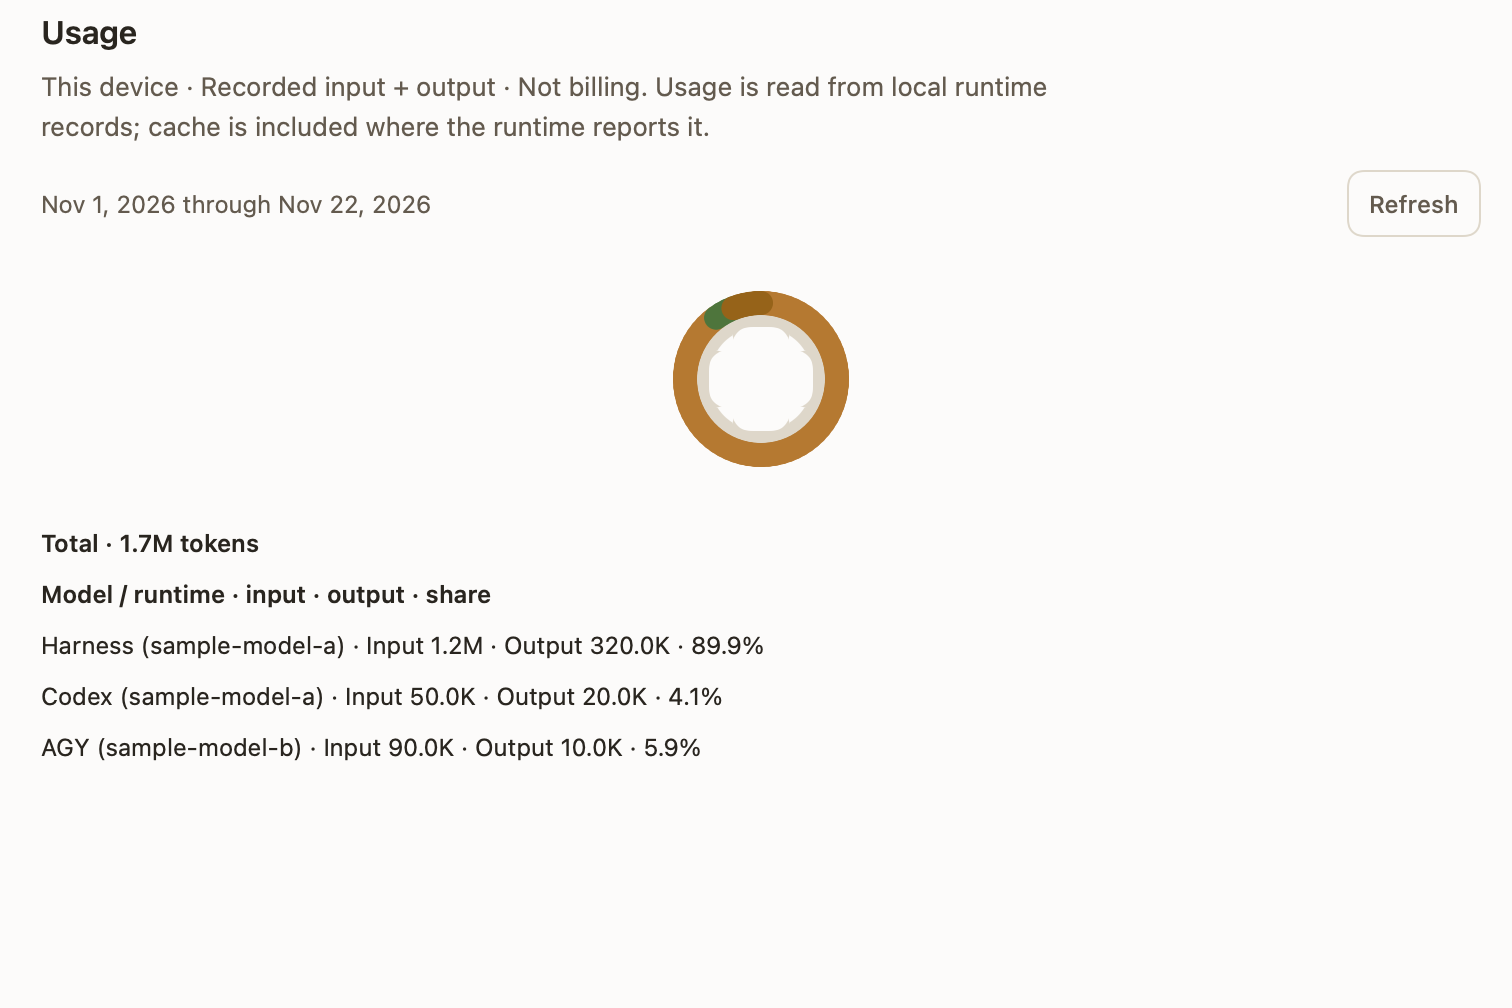 Usage
This device · Recorded input + output · Not billing. Usage is read from local runtime
records; cache is included where the runtime reports it.
Nov 1, 2026 through Nov 22, 2026
Refresh
Total · 1.7M tokens
Model / runtime · input · output · share
Harness (sample-model-a) · Input 1.2M · Output 320.0K · 89.9%
Codex (sample-model-a) · Input 50.0K · Output 20.0K · 4.1%
AGY (sample-model-b) · Input 90.0K · Output 10.0K · 5.9%